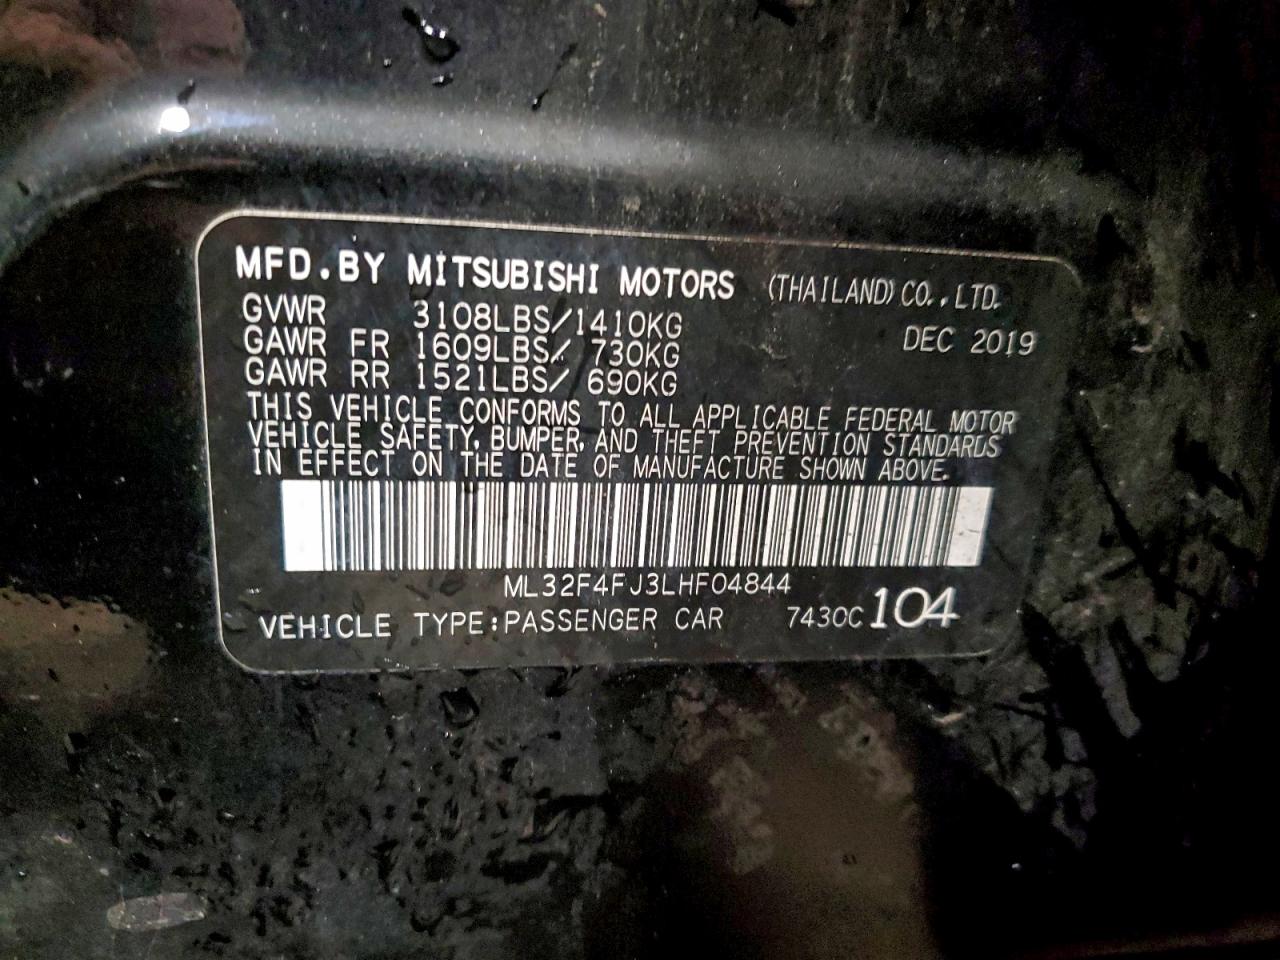 MFD.BY MITSUBISHI MOTORS (THAILAND) CO., LTD.
GVWR 3108LBS/1410KG DEC 2019
GAWR FR 1609LBS/ 730KG
GAWR RR 1521LBS/ 690KG
THIS VEHICLE CONFORMS TO ALL APPLICABLE FEDERAL MOTOR
VEHICLE SAFETY, BUMPER, AND THEFT PREVENTION STANDARDS
IN EFFECT ON THE DATE OF MANUFACTURE SHOWN ABOVE.
ML32F4FJ3LHF04844
VEHICLE TYPE:PASSENGER CAR 7430C 104